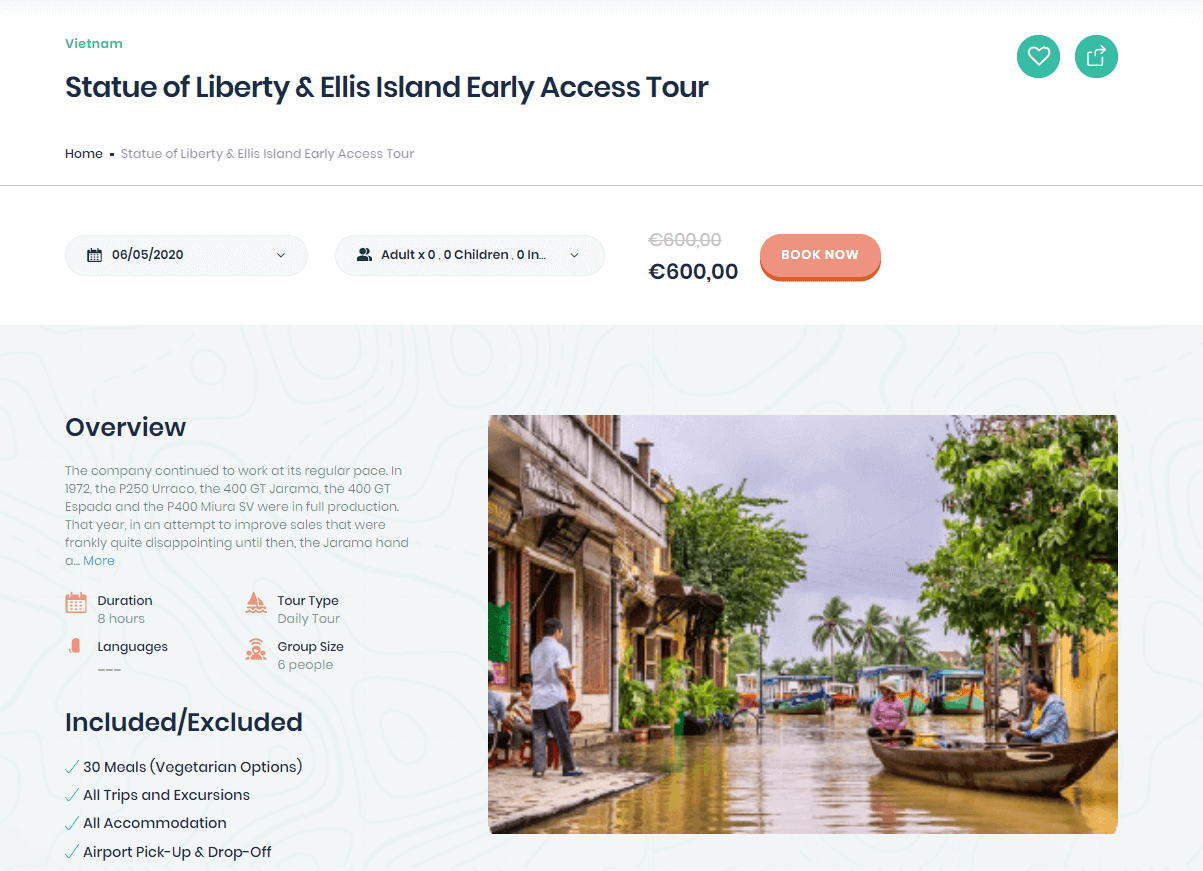 Vietnam
Statue of Liberty & Ellis Island Early Access Tour
Home • Statue of Liberty & Ellis Island Early Access Tour
06/05/2020
Adult x 0 , 0 Children , 0 In...
€600,00
€600,00
BOOK NOW
Overview
The company continued to work at its regular pace. In
1972, the P250 Urraco, the 400 GT Jarama, the 400 GT
Espada and the P400 Miura SV were in full production.
That year, in an attempt to improve sales that were
frankly quite disappointing until then, the Jarama hand
a... More
Duration
8 hours
Tour Type
Daily Tour
Languages
___
Group Size
6 people
Included/Excluded
30 Meals (Vegetarian Options)
All Trips and Excursions
All Accommodation
Airport Pick-Up & Drop-Off